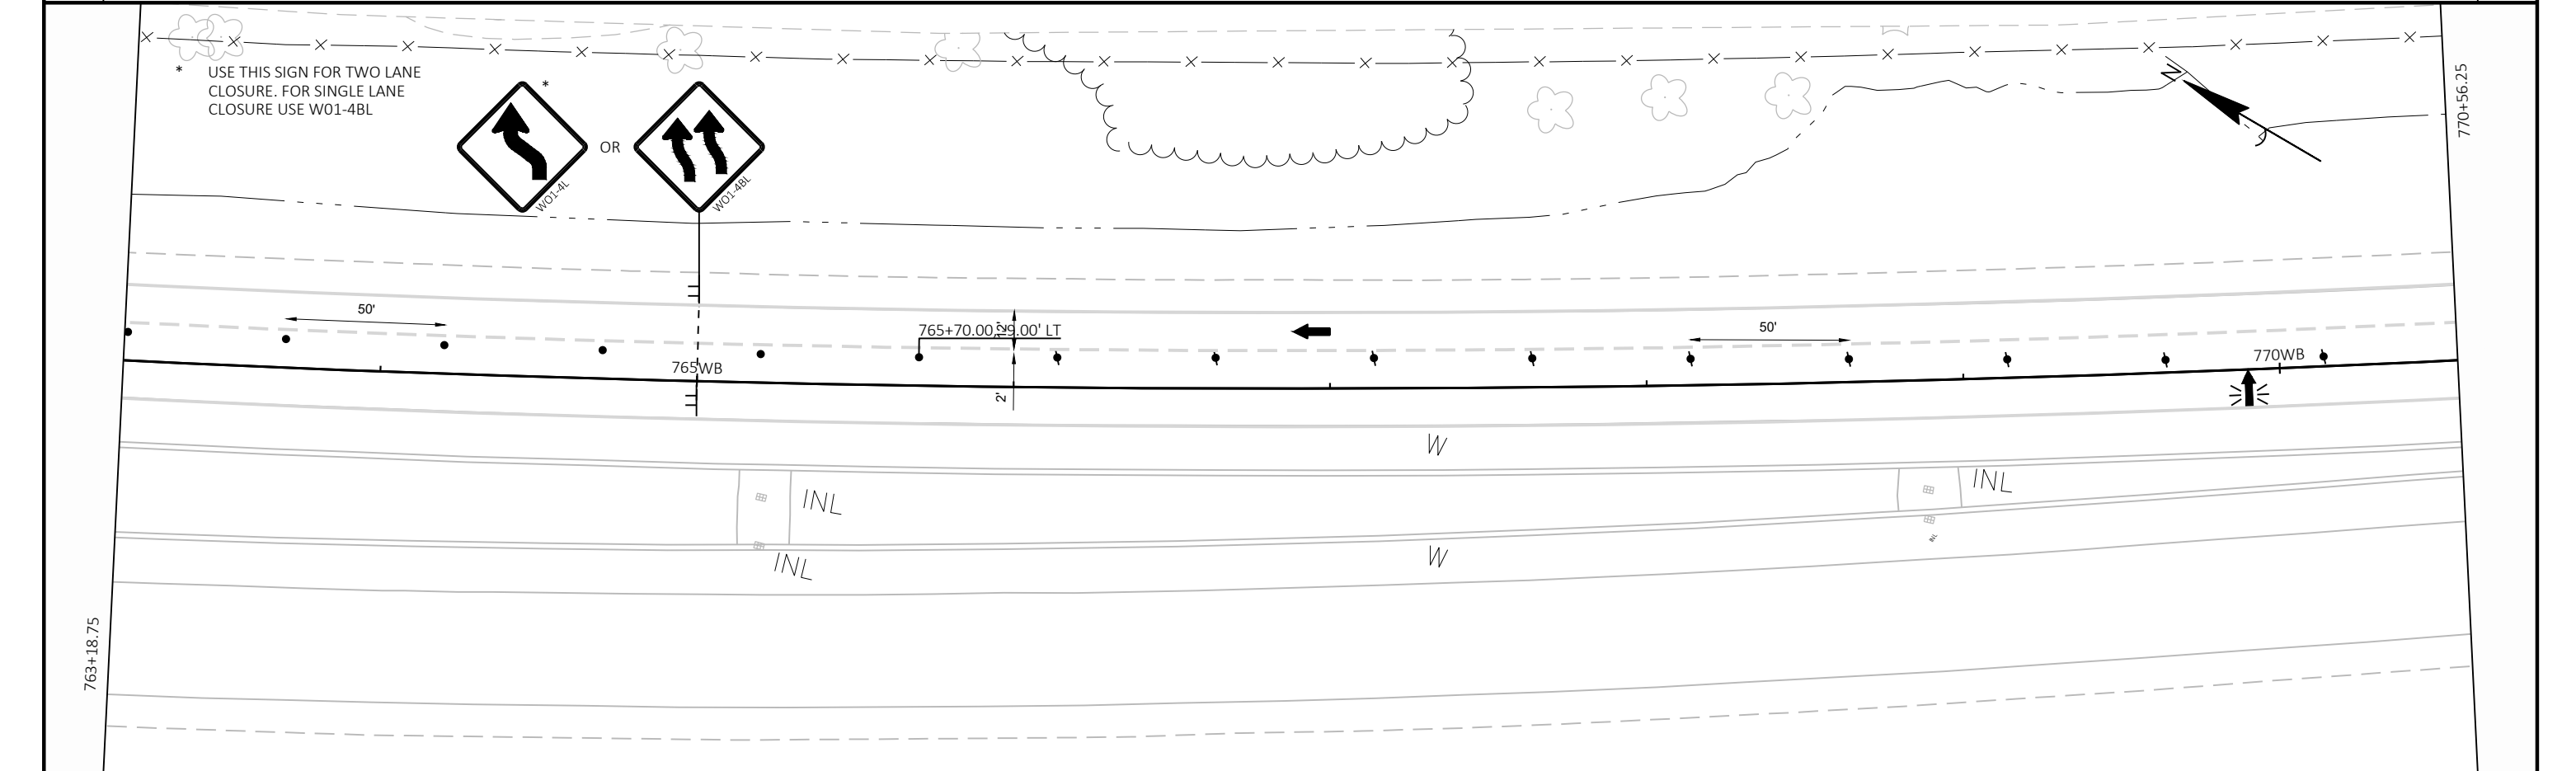 * USE THIS SIGN FOR TWO LANE
CLOSURE. FOR SINGLE LANE
CLOSURE USE W01-4BL
*
OR
W01-4L
W01-4BL
N
770+56.25
50'
765+70.00, 9.00' LT
12'
50'
765WB
770WB
2'
W
INL
INL
W
INL
INL
763+18.75